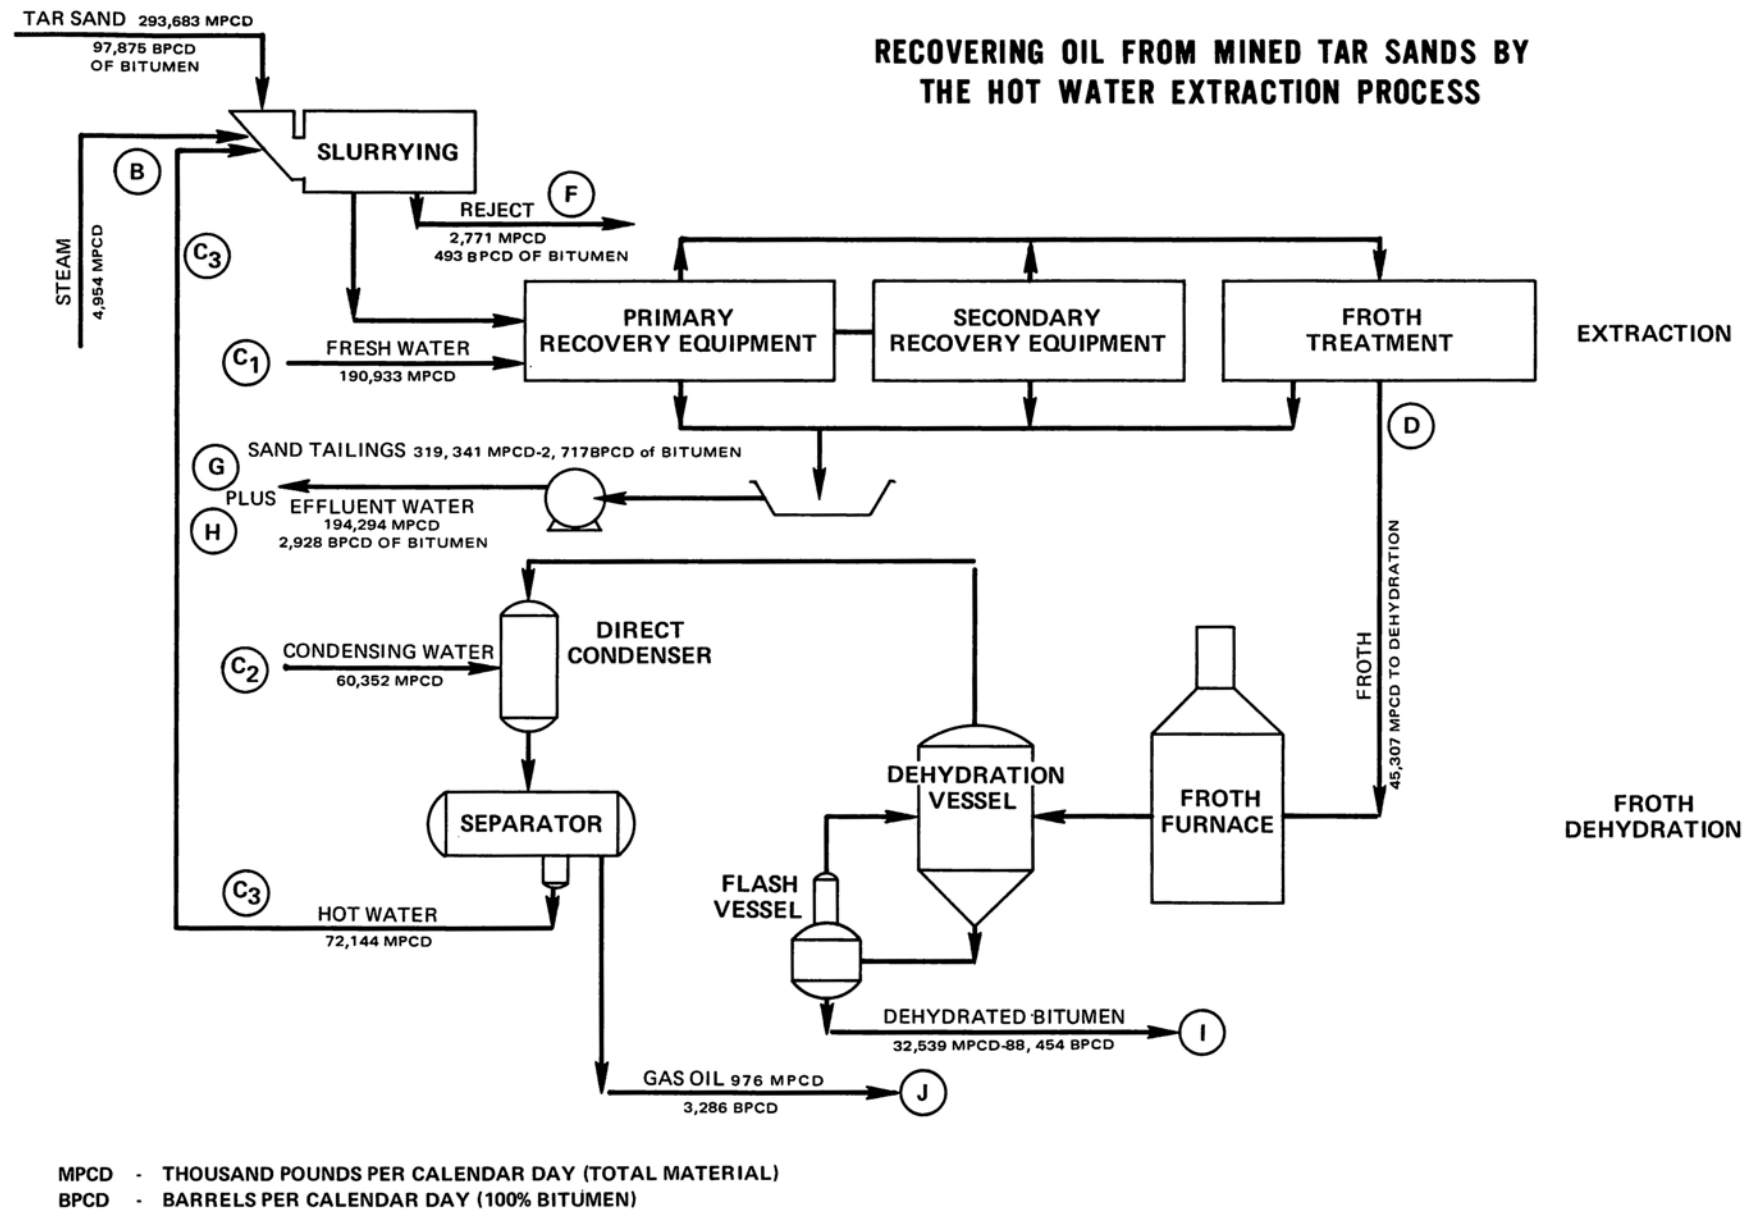 TAR SAND 293,683 MPCD
97,875 BPCD
OF BITUMEN
RECOVERING OIL FROM MINED TAR SANDS BY
THE HOT WATER EXTRACTION PROCESS
SLURRYING
B
STEAM
4,954 MPCD
C3
F
REJECT
2,771 MPCD
493 BPCD OF BITUMEN
PRIMARY
RECOVERY EQUIPMENT
SECONDARY
RECOVERY EQUIPMENT
FROTH
TREATMENT
EXTRACTION
C1
FRESH WATER
190,933 MPCD
D
G
SAND TAILINGS 319, 341 MPCD-2, 717BPCD of BITUMEN
PLUS
H
EFFLUENT WATER
194,294 MPCD
2,928 BPCD OF BITUMEN
FROTH
45,307 MPCD TO DEHYDRATION
C2
CONDENSING WATER
60,352 MPCD
DIRECT
CONDENSER
DEHYDRATION
VESSEL
FROTH
FURNACE
FROTH
DEHYDRATION
SEPARATOR
FLASH
VESSEL
C3
HOT WATER
72,144 MPCD
DEHYDRATED BITUMEN
32,539 MPCD-88, 454 BPCD
I
GAS OIL 976 MPCD
3,286 BPCD
J
MPCD - THOUSAND POUNDS PER CALENDAR DAY (TOTAL MATERIAL)
BPCD - BARRELS PER CALENDAR DAY (100% BITUMEN)